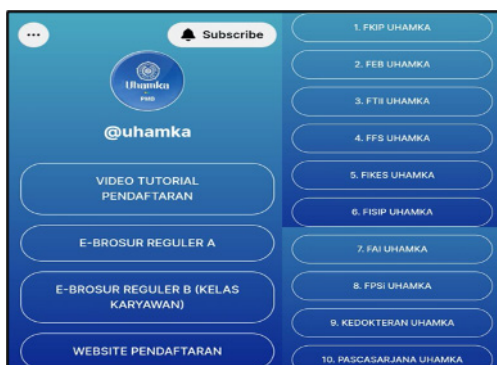 ...
Subscribe
Uhamka
PMB
@uhamka
VIDEO TUTORIAL
PENDAFTARAN
E-BROSUR REGULER A
E-BROSUR REGULER B (KELAS
KARYAWAN)
WEBSITE PENDAFTARAN
1. FKIP UHAMKA
2. FEB UHAMKA
3. FTII UHAMKA
4. FFS UHAMKA
5. FIKES UHAMKA
6. FISIP UHAMKA
7. FAI UHAMKA
8. FPSi UHAMKA
9. KEDOKTERAN UHAMKA
10. PASCASARJANA UHAMKA